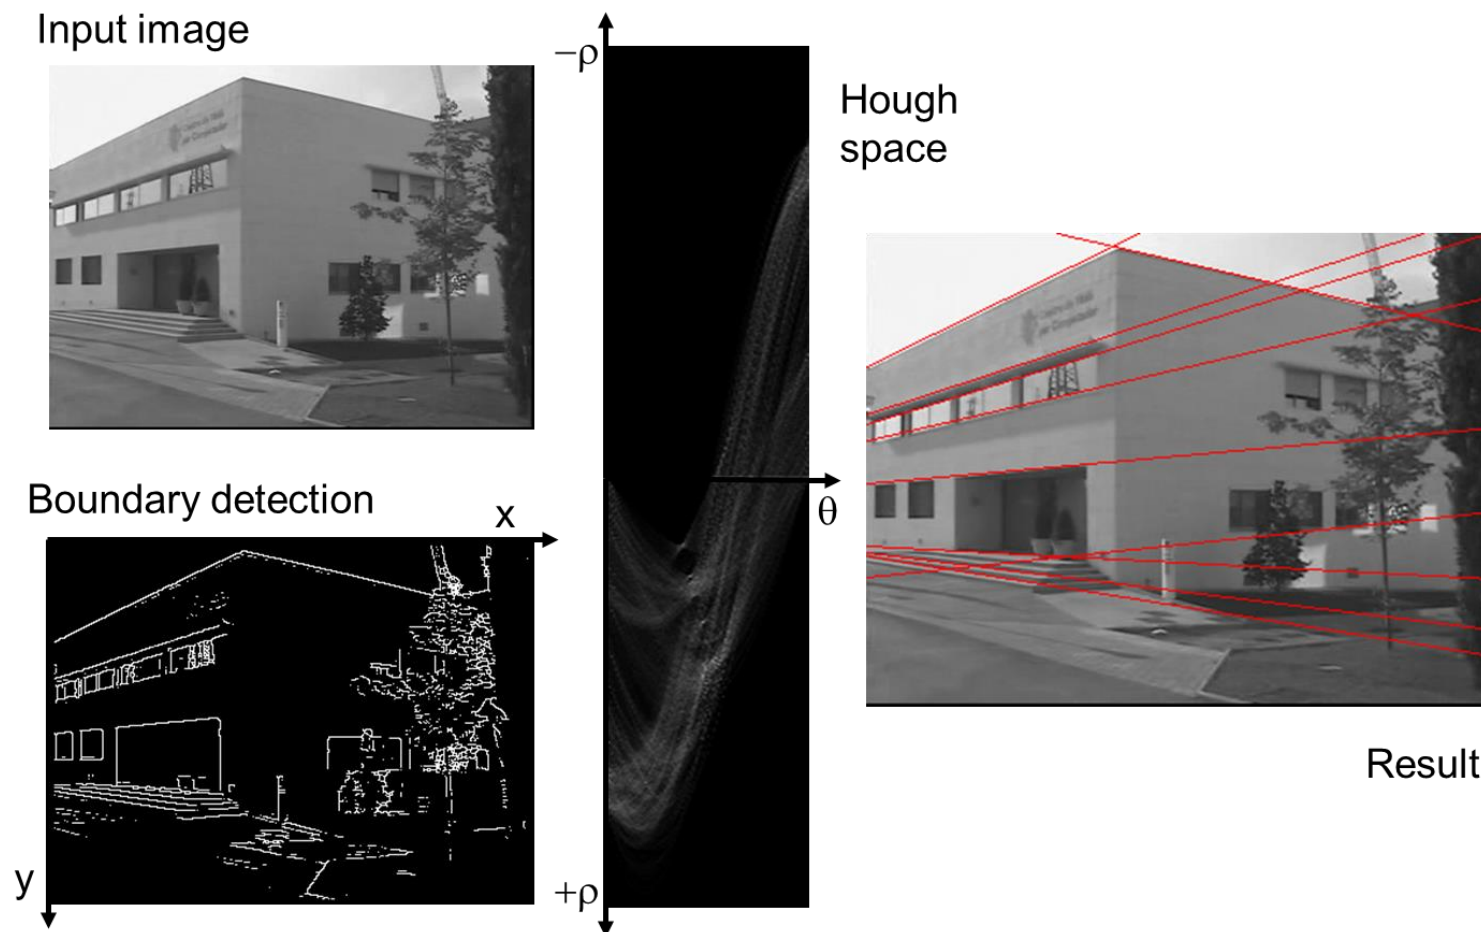 Input image
−ρ
Hough
space
θ
Boundary detection
x
y
+ρ
Result